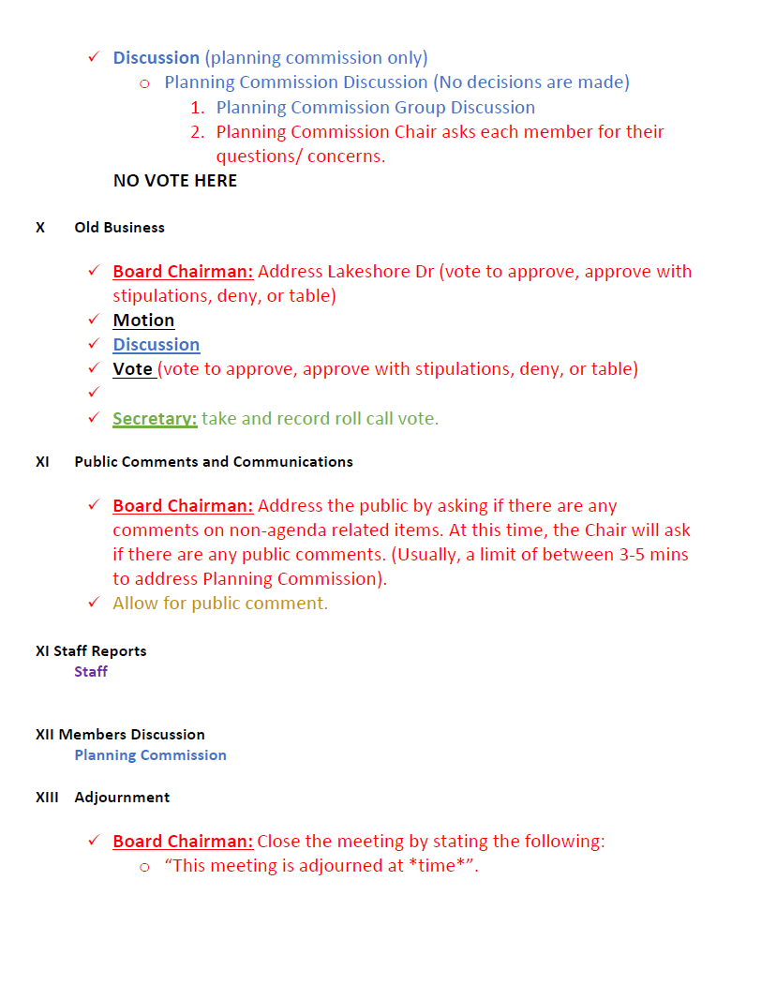 ✓ Discussion (planning commission only)
o Planning Commission Discussion (No decisions are made)
1. Planning Commission Group Discussion
2. Planning Commission Chair asks each member for their
questions/ concerns.
NO VOTE HERE
X Old Business
✓ Board Chairman: Address Lakeshore Dr (vote to approve, approve with
stipulations, deny, or table)
✓ Motion
✓ Discussion
✓ Vote (vote to approve, approve with stipulations, deny, or table)
✓
✓ Secretary: take and record roll call vote.
XI Public Comments and Communications
✓ Board Chairman: Address the public by asking if there are any
comments on non-agenda related items. At this time, the Chair will ask
if there are any public comments. (Usually, a limit of between 3-5 mins
to address Planning Commission).
✓ Allow for public comment.
XI Staff Reports
Staff
XII Members Discussion
Planning Commission
XIII Adjournment
✓ Board Chairman: Close the meeting by stating the following:
o “This meeting is adjourned at *time*”.